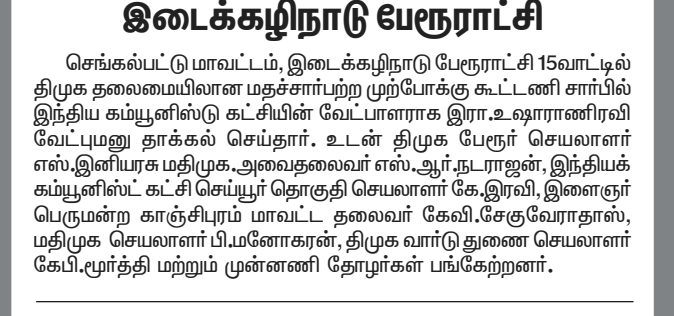 இடைக்கழிநாடு பேரூராட்சி
செங்கல்பட்டு மாவட்டம், இடைக்கழிநாடு பேரூராட்சி 15வாட்டில்
திமுக தலைமையிலான மதச்சார்பற்ற முற்போக்கு கூட்டணி சார்பில்
இந்திய கம்யூனிஸ்டு கட்சியின் வேட்பாளராக இரா.உஷாராணிரவி
வேட்புமனு தாக்கல் செய்தார். உடன் திமுக பேரூர் செயலாளர்
எஸ்.இனியரசு மதிமுக.அவைதலைவர் எஸ்.ஆர்.நடராஜன், இந்தியக்
கம்யூனிஸ்ட் கட்சி செய்யூர் தொகுதி செயலாளர் கே.இரவி, இளைஞர்
பெருமன்ற காஞ்சிபுரம் மாவட்ட தலைவர் கேவி.சேகுவேராதாஸ்,
மதிமுக செயலாளர் பி.மனோகரன், திமுக வார்டு துணை செயலாளர்
கேபி.மூர்த்தி மற்றும் முன்னணி தோழர்கள் பங்கேற்றனர்.